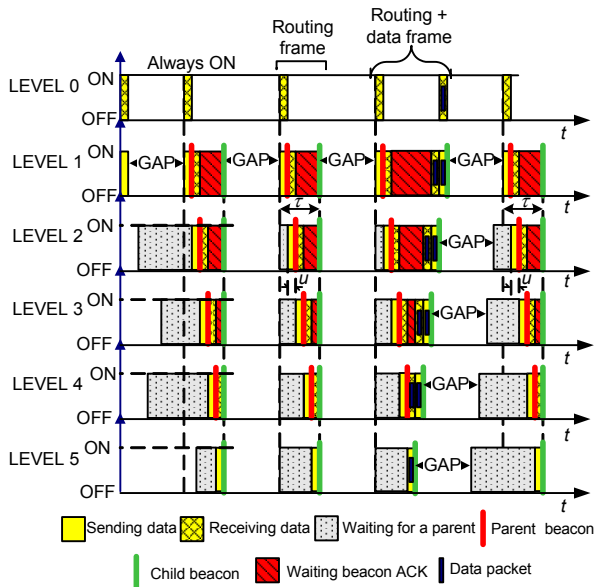 Routing
frame
Routing +
data frame
Always ON
LEVEL 0
ON
OFF
t
LEVEL 1
ON
OFF
GAP
GAP
GAP
GAP
t
τ
τ
LEVEL 2
ON
OFF
GAP
t
u
u
LEVEL 3
ON
OFF
GAP
t
LEVEL 4
ON
OFF
GAP
t
LEVEL 5
ON
OFF
GAP
t
Sending data
Receiving data
Waiting for a parent
Parent beacon
Child beacon
Waiting beacon ACK
Data packet